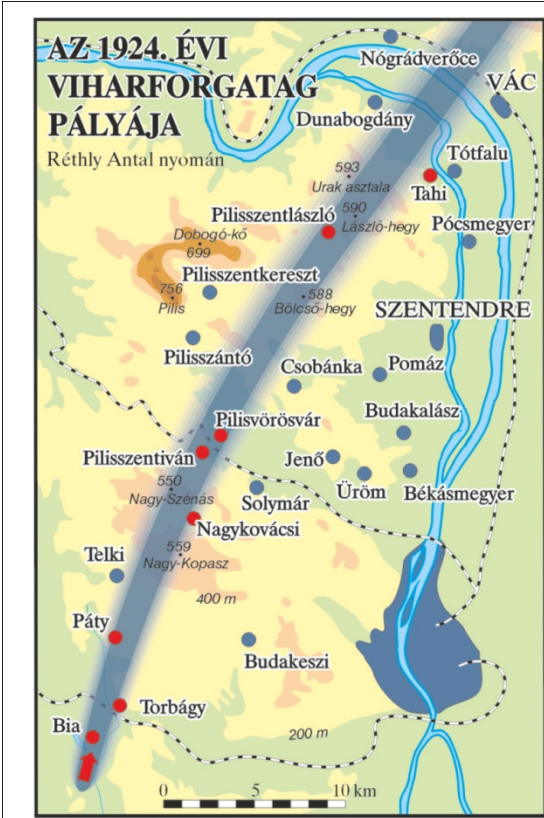 AZ 1924. ÉVI
VIHARFORGATAG
PÁLYÁJA
Réthly Antal nyomán
Nógrádverőce
VÁC
Dunabogdány
Tótfalu
593
Urak asztala
Tahi
Pilisszentlászló
590
László-hegy
Pócsmegyer
Dobogó-kő
699
Pilisszentkereszt
756
Pilis
588
Bölcső-hegy
SZENTENDRE
Pilisszántó
Csobánka
Pomáz
Budakalász
Pilisvörösvár
Pilisszentiván
Jenő
Üröm
Békásmegyer
550
Nagy-Szénás
Solymár
Nagykovácsi
559
Nagy-Kopasz
Telki
400 m
Páty
Budakeszi
Torbágy
Bia
200 m
0 5 10 km